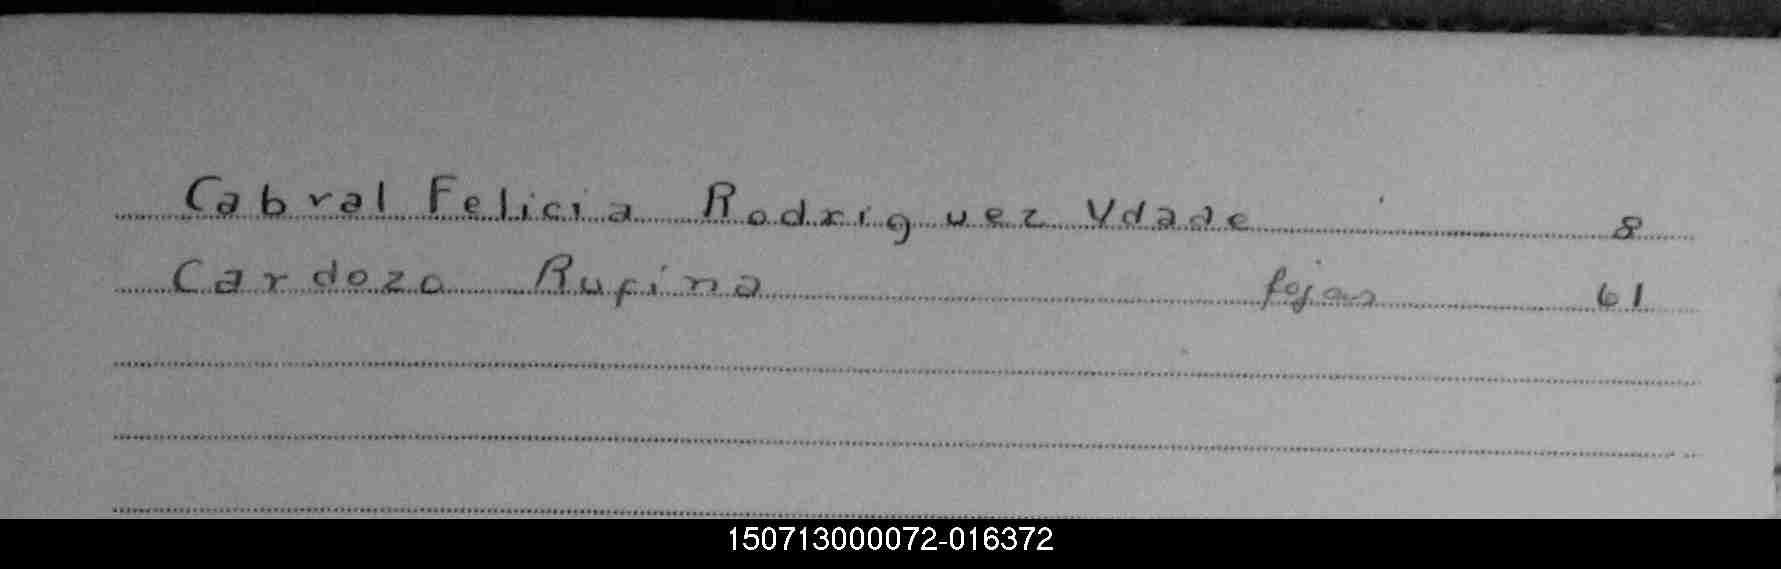 Cabral Felicia Rodriguez Vdade 8
Cardozo Rufina fojas 61
150713000072-016372